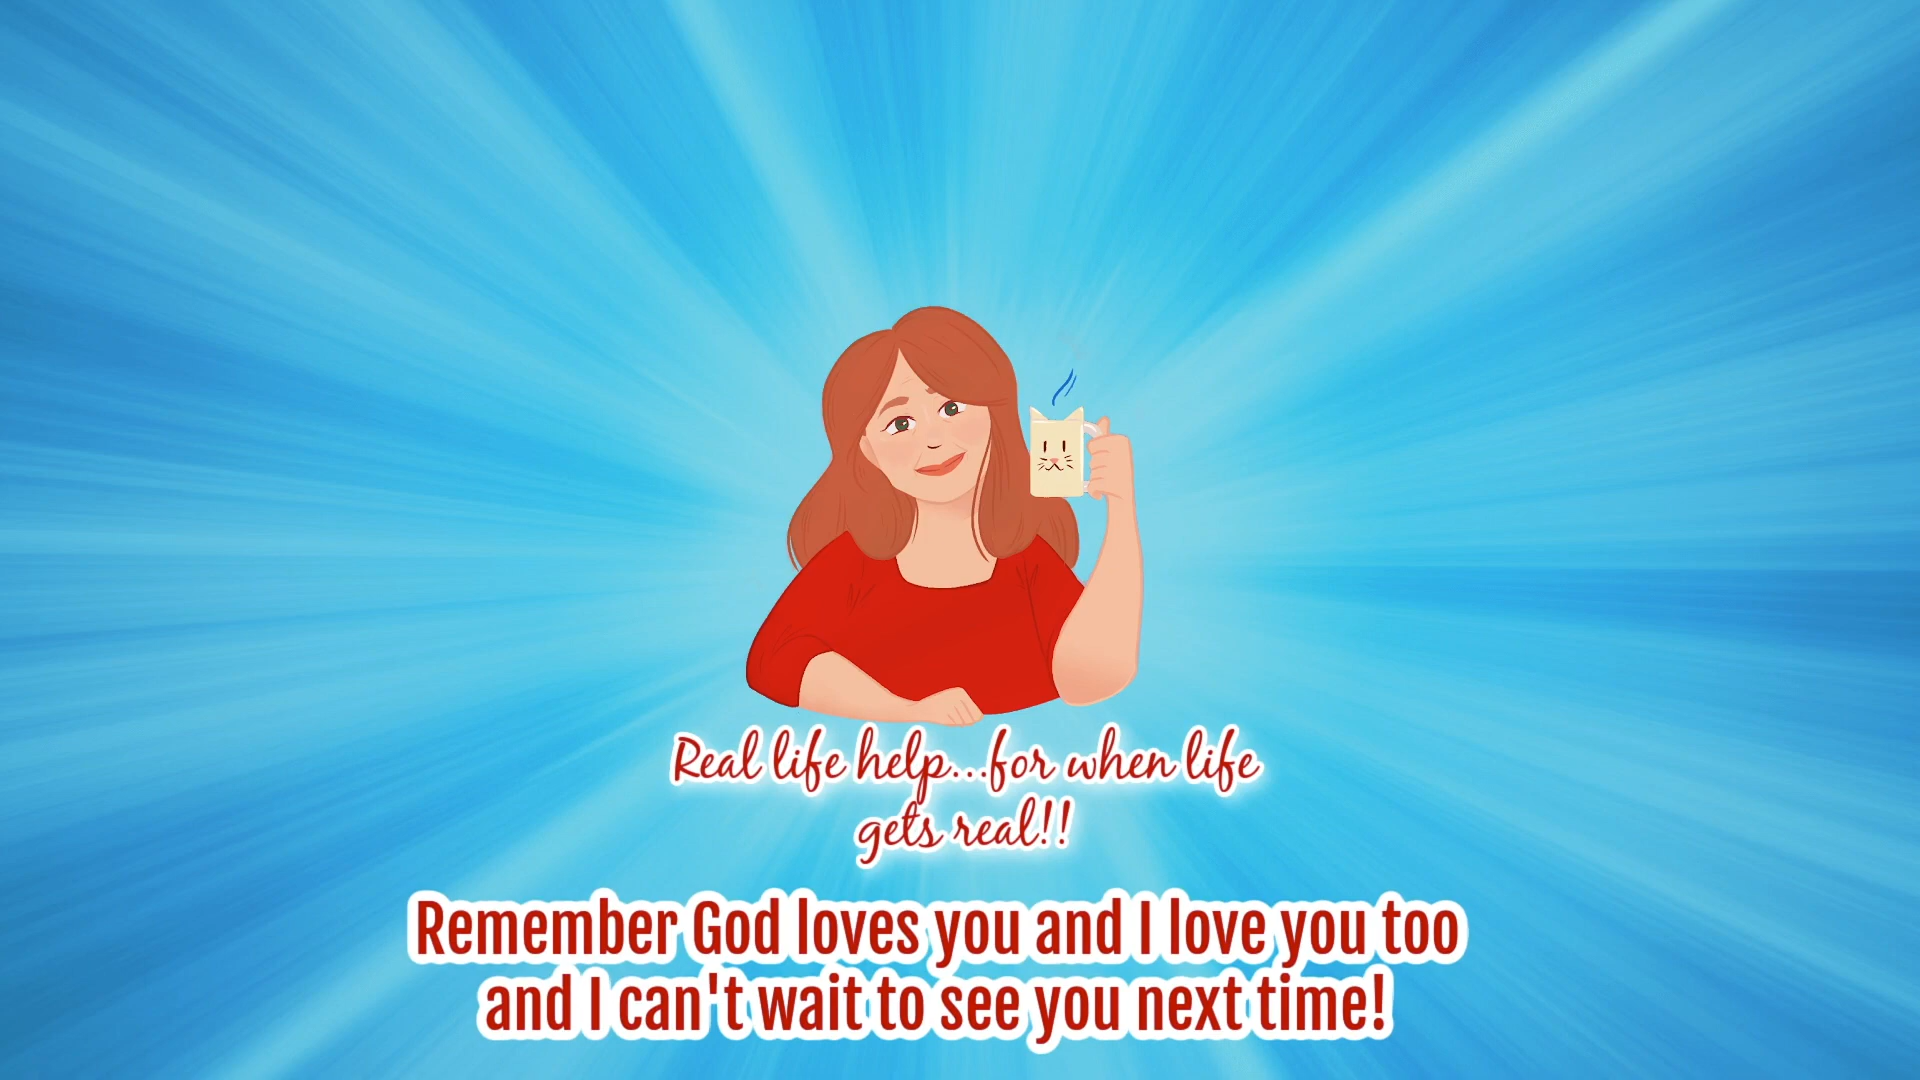 Real life help...for when life
gets real!!
Remember God loves you and I love you too
and I can't wait to see you next time!